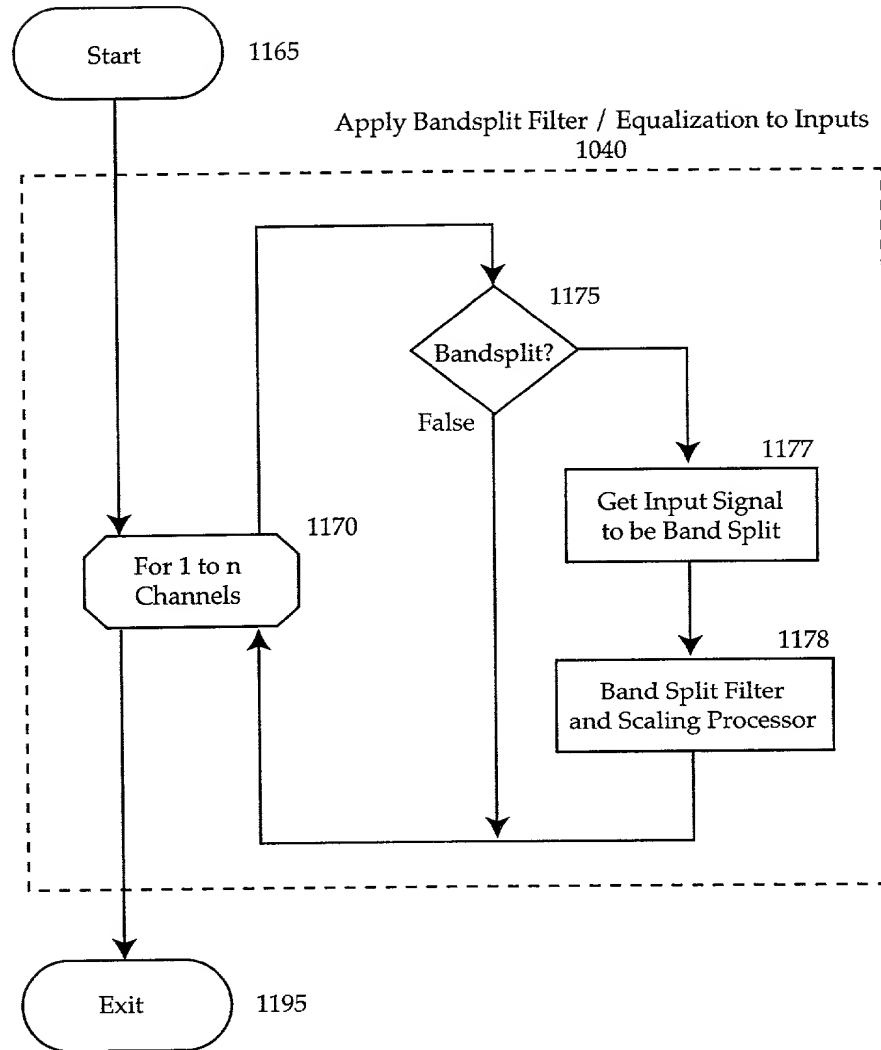 Start
1165
Apply Bandsplit Filter / Equalization to Inputs
1040
1175
Bandsplit?
False
1177
Get Input Signal
to be Band Split
1170
For 1 to n
Channels
1178
Band Split Filter
and Scaling Processor
Exit
1195